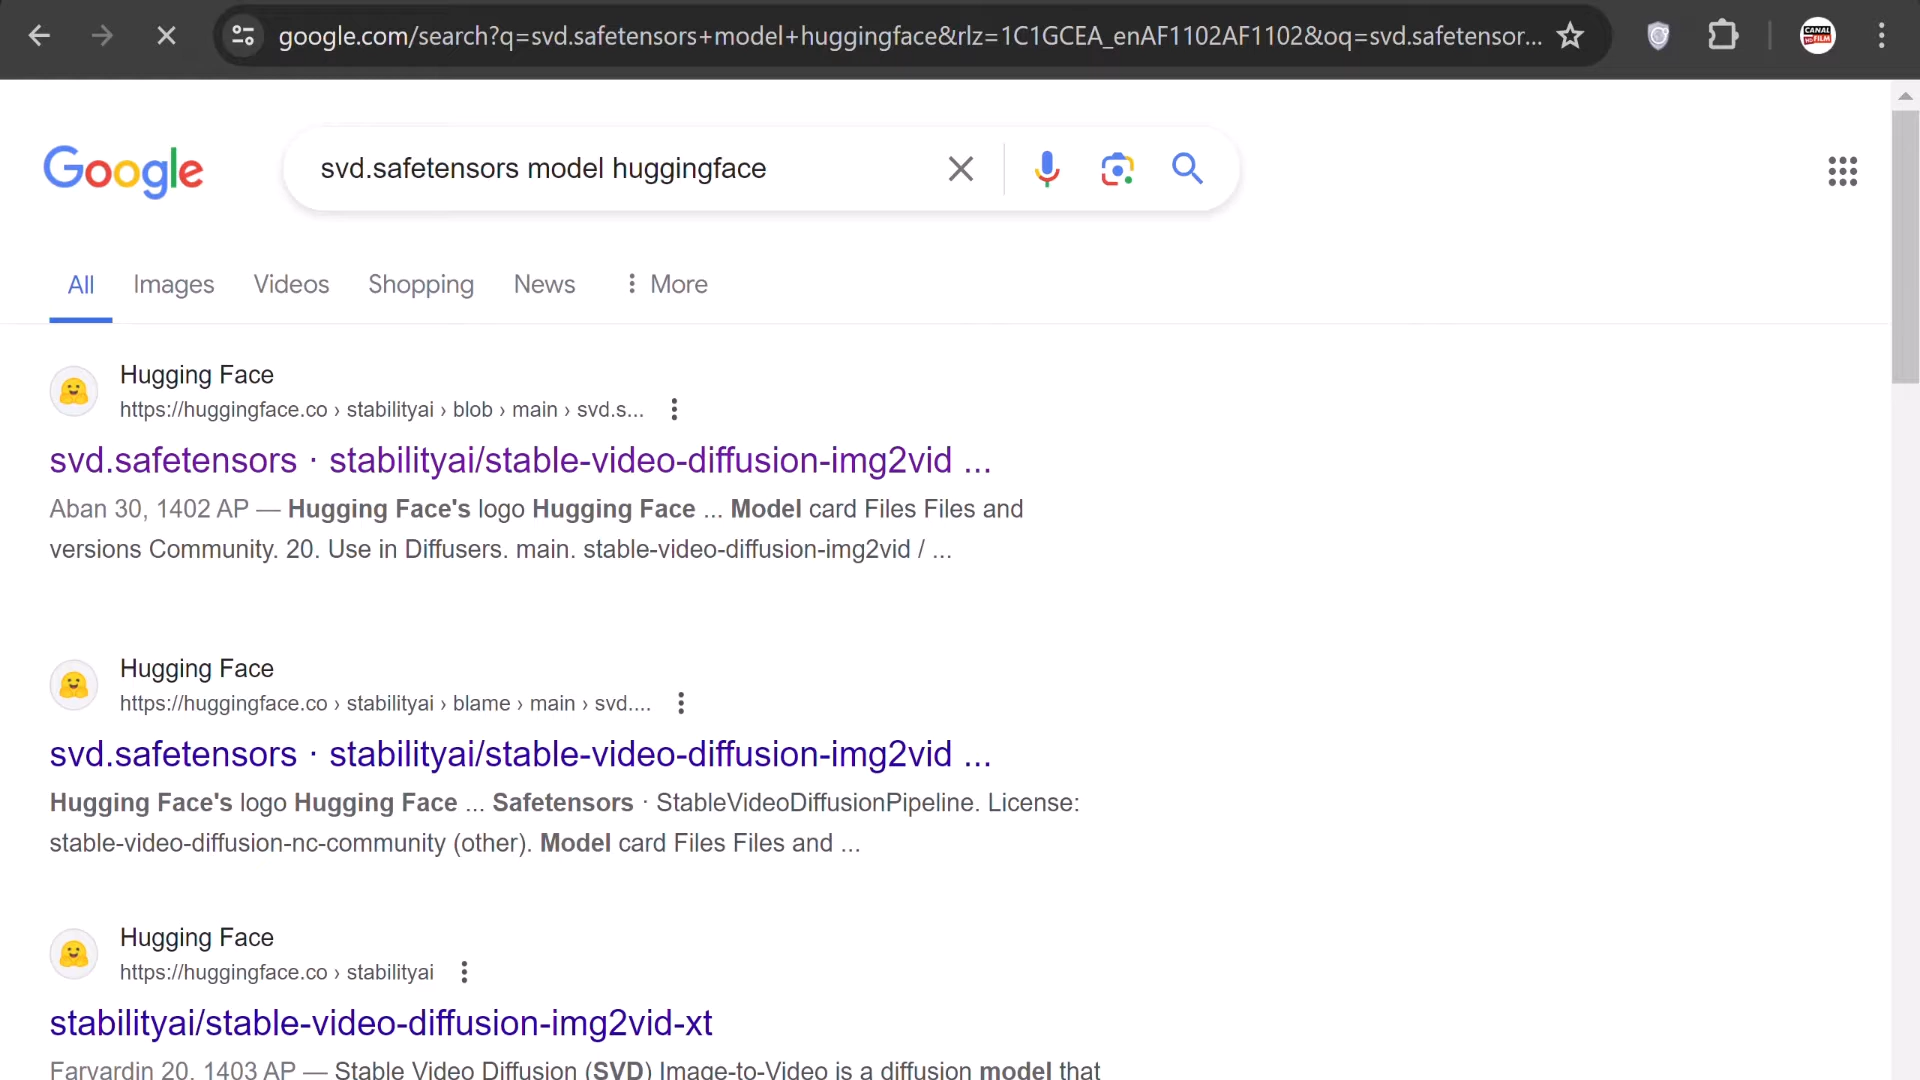 google.com/search?q=svd.safetensors+model+huggingface&rlz=1C1GCEA_enAF1102AF1102&oq=svd.safetensor...
CANAL
HD FILM
Google
svd.safetensors model huggingface
All Images Videos Shopping News More
Hugging Face
https://huggingface.co › stabilityai › blob › main › svd.s...
svd.safetensors · stabilityai/stable-video-diffusion-img2vid ...
Aban 30, 1402 AP — Hugging Face's logo Hugging Face ... Model card Files Files and
versions Community. 20. Use in Diffusers. main. stable-video-diffusion-img2vid / ...
Hugging Face
https://huggingface.co › stabilityai › blame › main › svd....
svd.safetensors · stabilityai/stable-video-diffusion-img2vid ...
Hugging Face's logo Hugging Face ... Safetensors · StableVideoDiffusionPipeline. License:
stable-video-diffusion-nc-community (other). Model card Files Files and ...
Hugging Face
https://huggingface.co › stabilityai
stabilityai/stable-video-diffusion-img2vid-xt
Farvardin 20, 1403 AP — Stable Video Diffusion (SVD) Image-to-Video is a diffusion model that